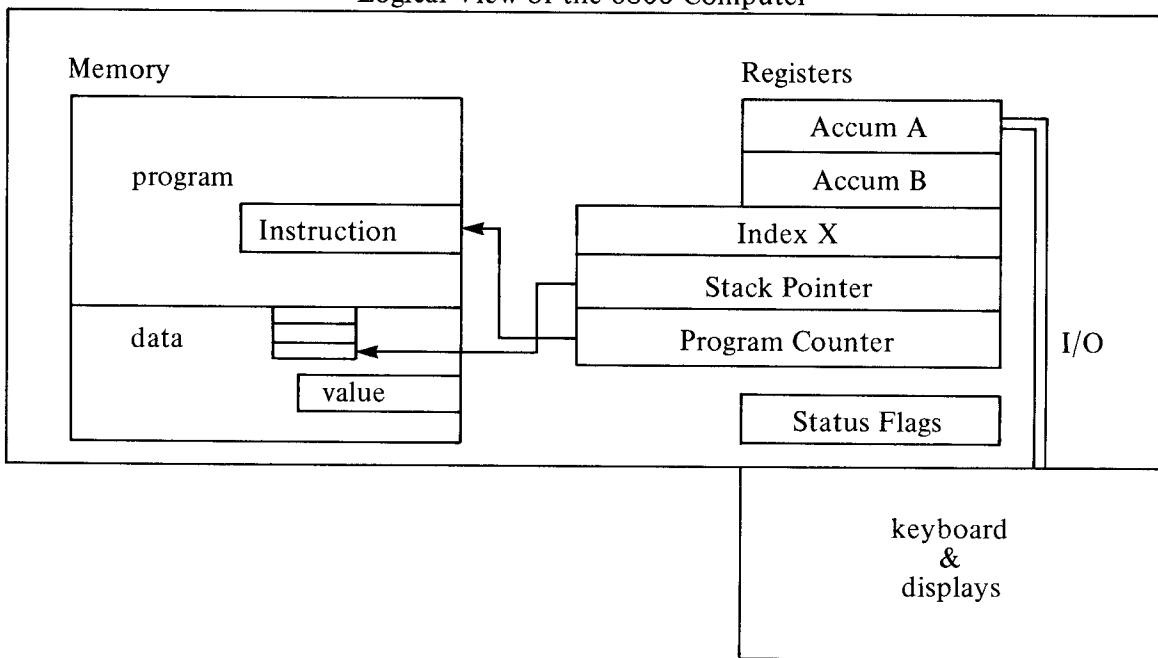 Logical View of the 6800 Computer
Memory
Registers
program
Instruction
data
value
Accum A
Accum B
Index X
Stack Pointer
Program Counter
Status Flags
I/O
keyboard
&
displays